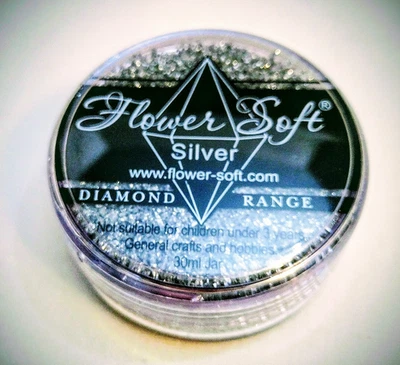 Flower Soft®
Silver
www.flower-soft.com
DIAMOND RANGE
Not suitable for children under 3 years
General crafts and hobbies
30ml Jar